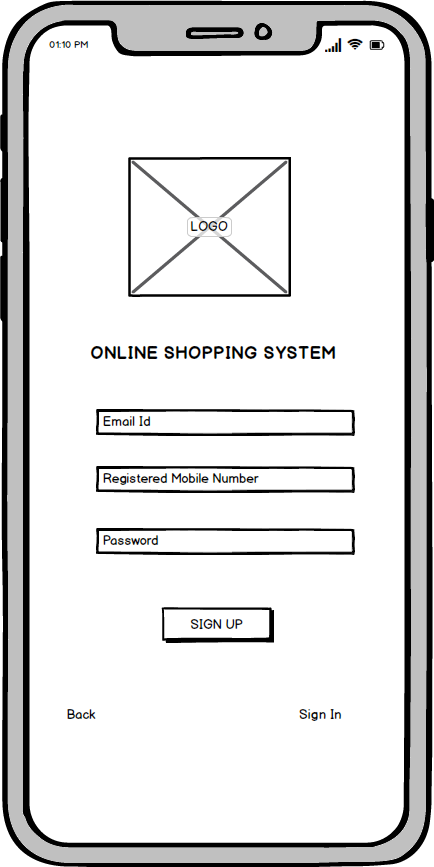 01:10 PM
LOGO
ONLINE SHOPPING SYSTEM
Email Id
Registered Mobile Number
Password
SIGN UP
Back
Sign In